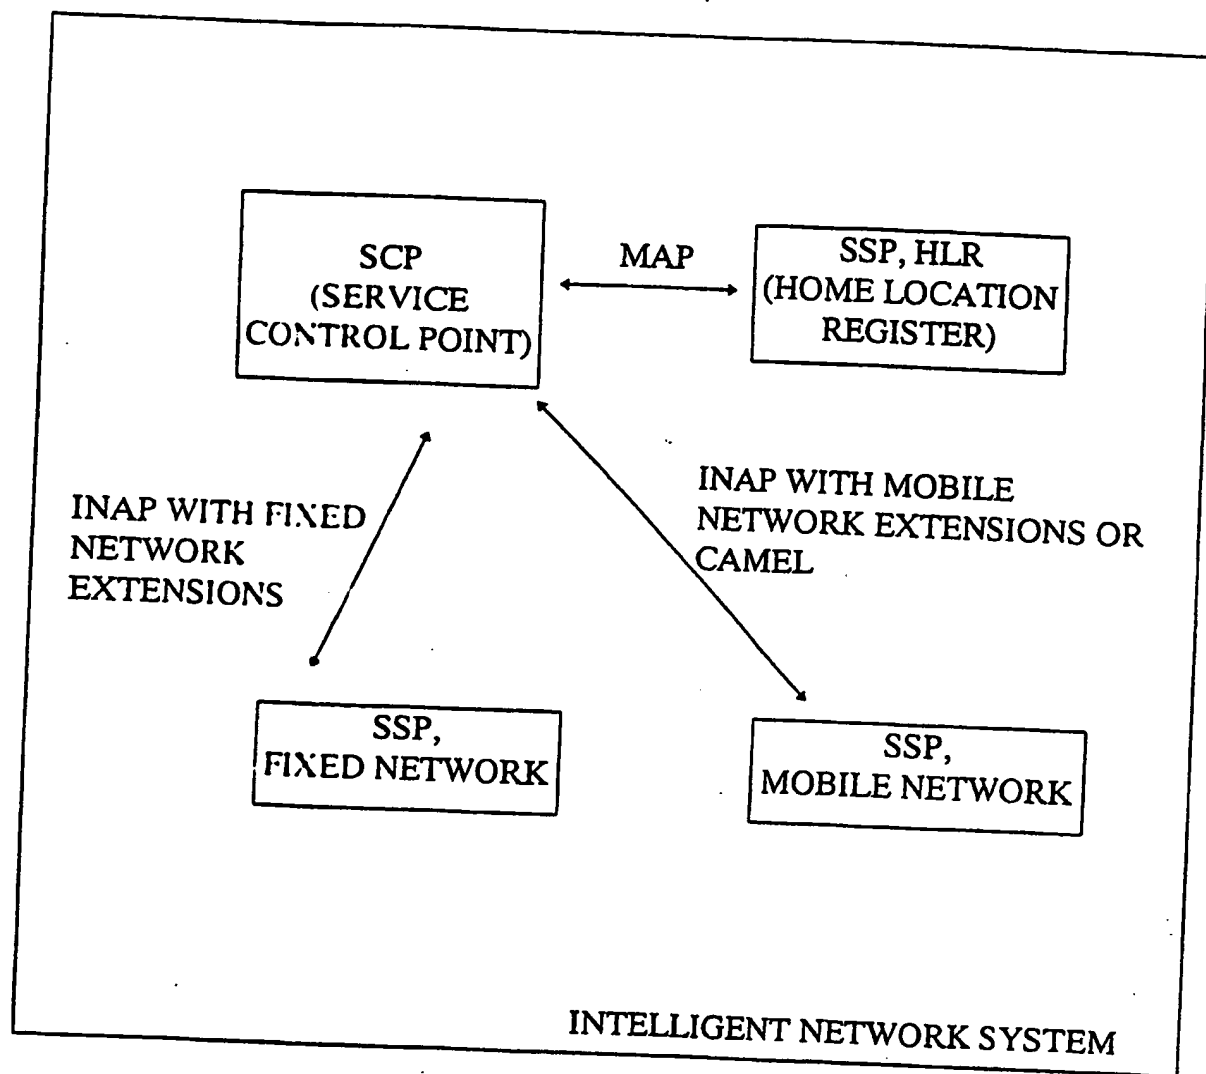 SCP
(SERVICE
CONTROL POINT)
MAP
SSP, HLR
(HOME LOCATION
REGISTER)
INAP WITH FIXED
NETWORK
EXTENSIONS
INAP WITH MOBILE
NETWORK EXTENSIONS OR
CAMEL
SSP,
FIXED NETWORK
SSP,
MOBILE NETWORK
INTELLIGENT NETWORK SYSTEM